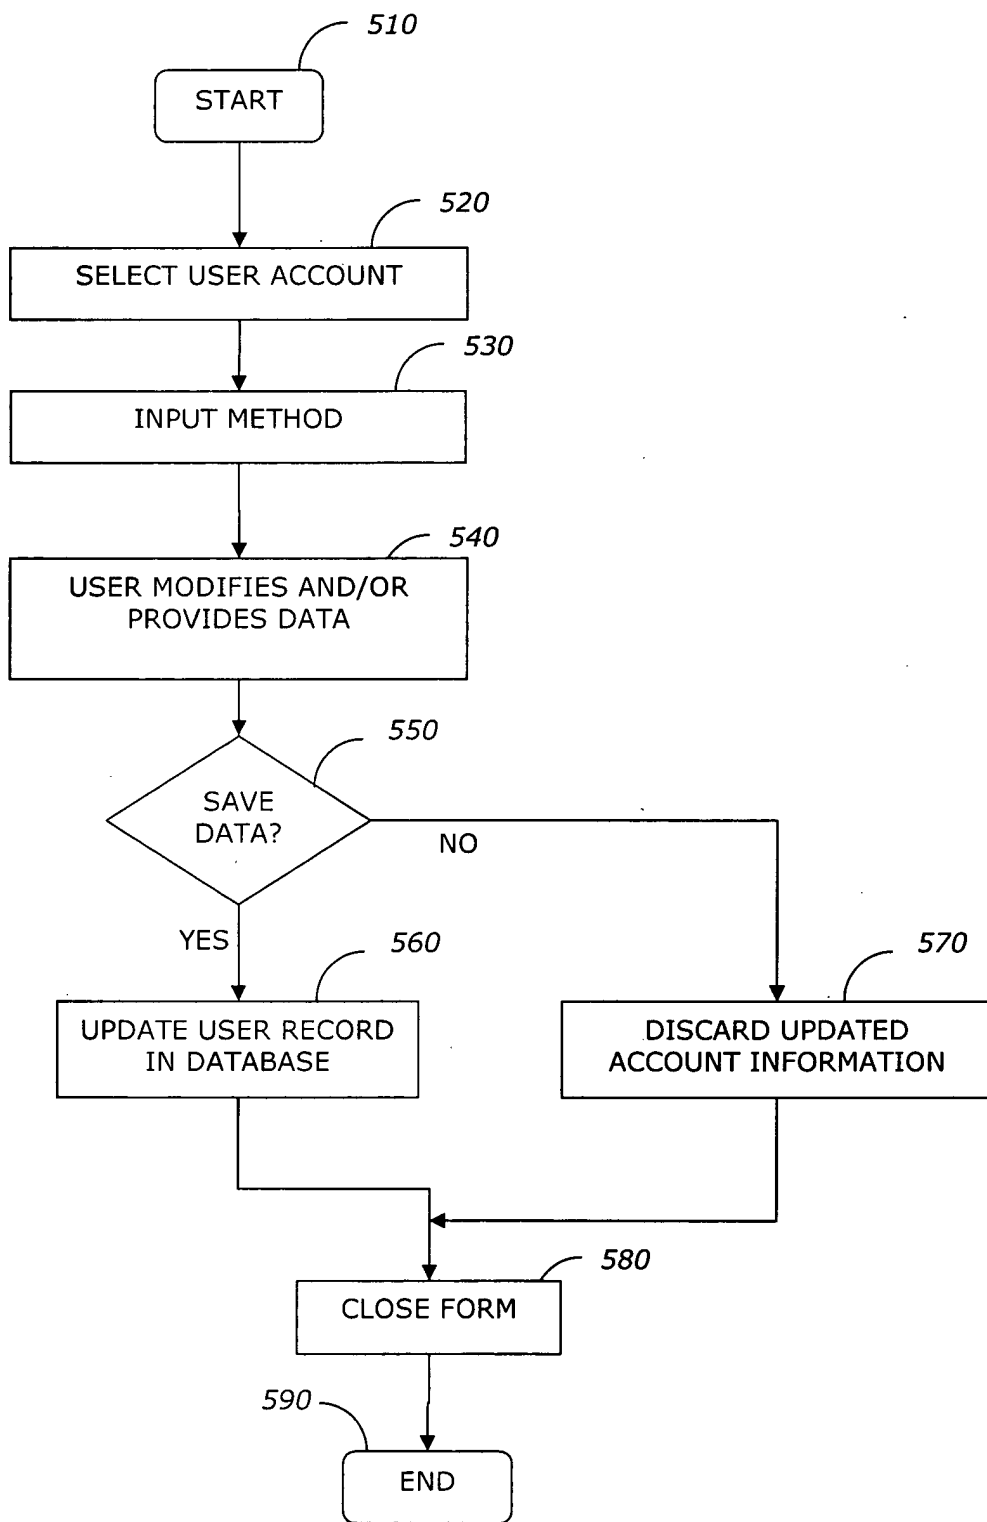 510
START
520
SELECT USER ACCOUNT
530
INPUT METHOD
540
USER MODIFIES AND/OR
PROVIDES DATA
550
SAVE
DATA?
NO
YES
560
570
UPDATE USER RECORD
IN DATABASE
DISCARD UPDATED
ACCOUNT INFORMATION
580
CLOSE FORM
590
END